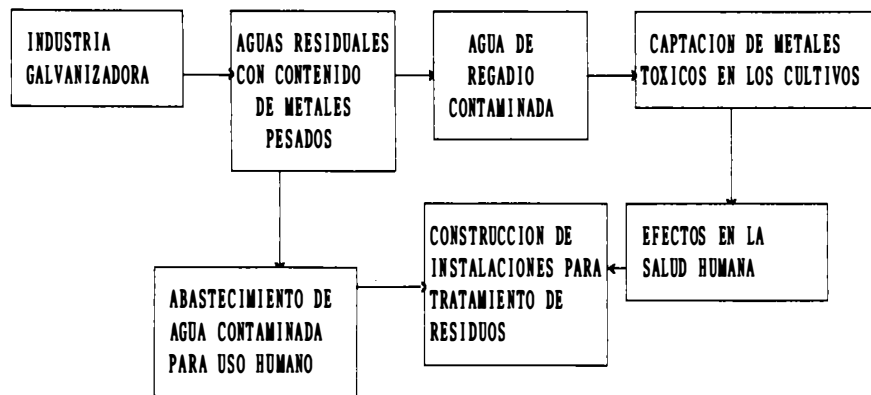 INDUSTRIA
GALVANIZADORA
AGUAS RESIDUALES
CON CONTENIDO
DE METALES
PESADOS
AGUA DE
REGADIO
CONTAMINADA
CAPTACION DE METALES
TOXICOS EN LOS CULTIVOS
ABASTECIMIENTO DE
AGUA CONTAMINADA
PARA USO HUMANO
CONSTRUCCION DE
INSTALACIONES PARA
TRATAMIENTO DE
RESIDUOS
EFECTOS EN LA
SALUD HUMANA